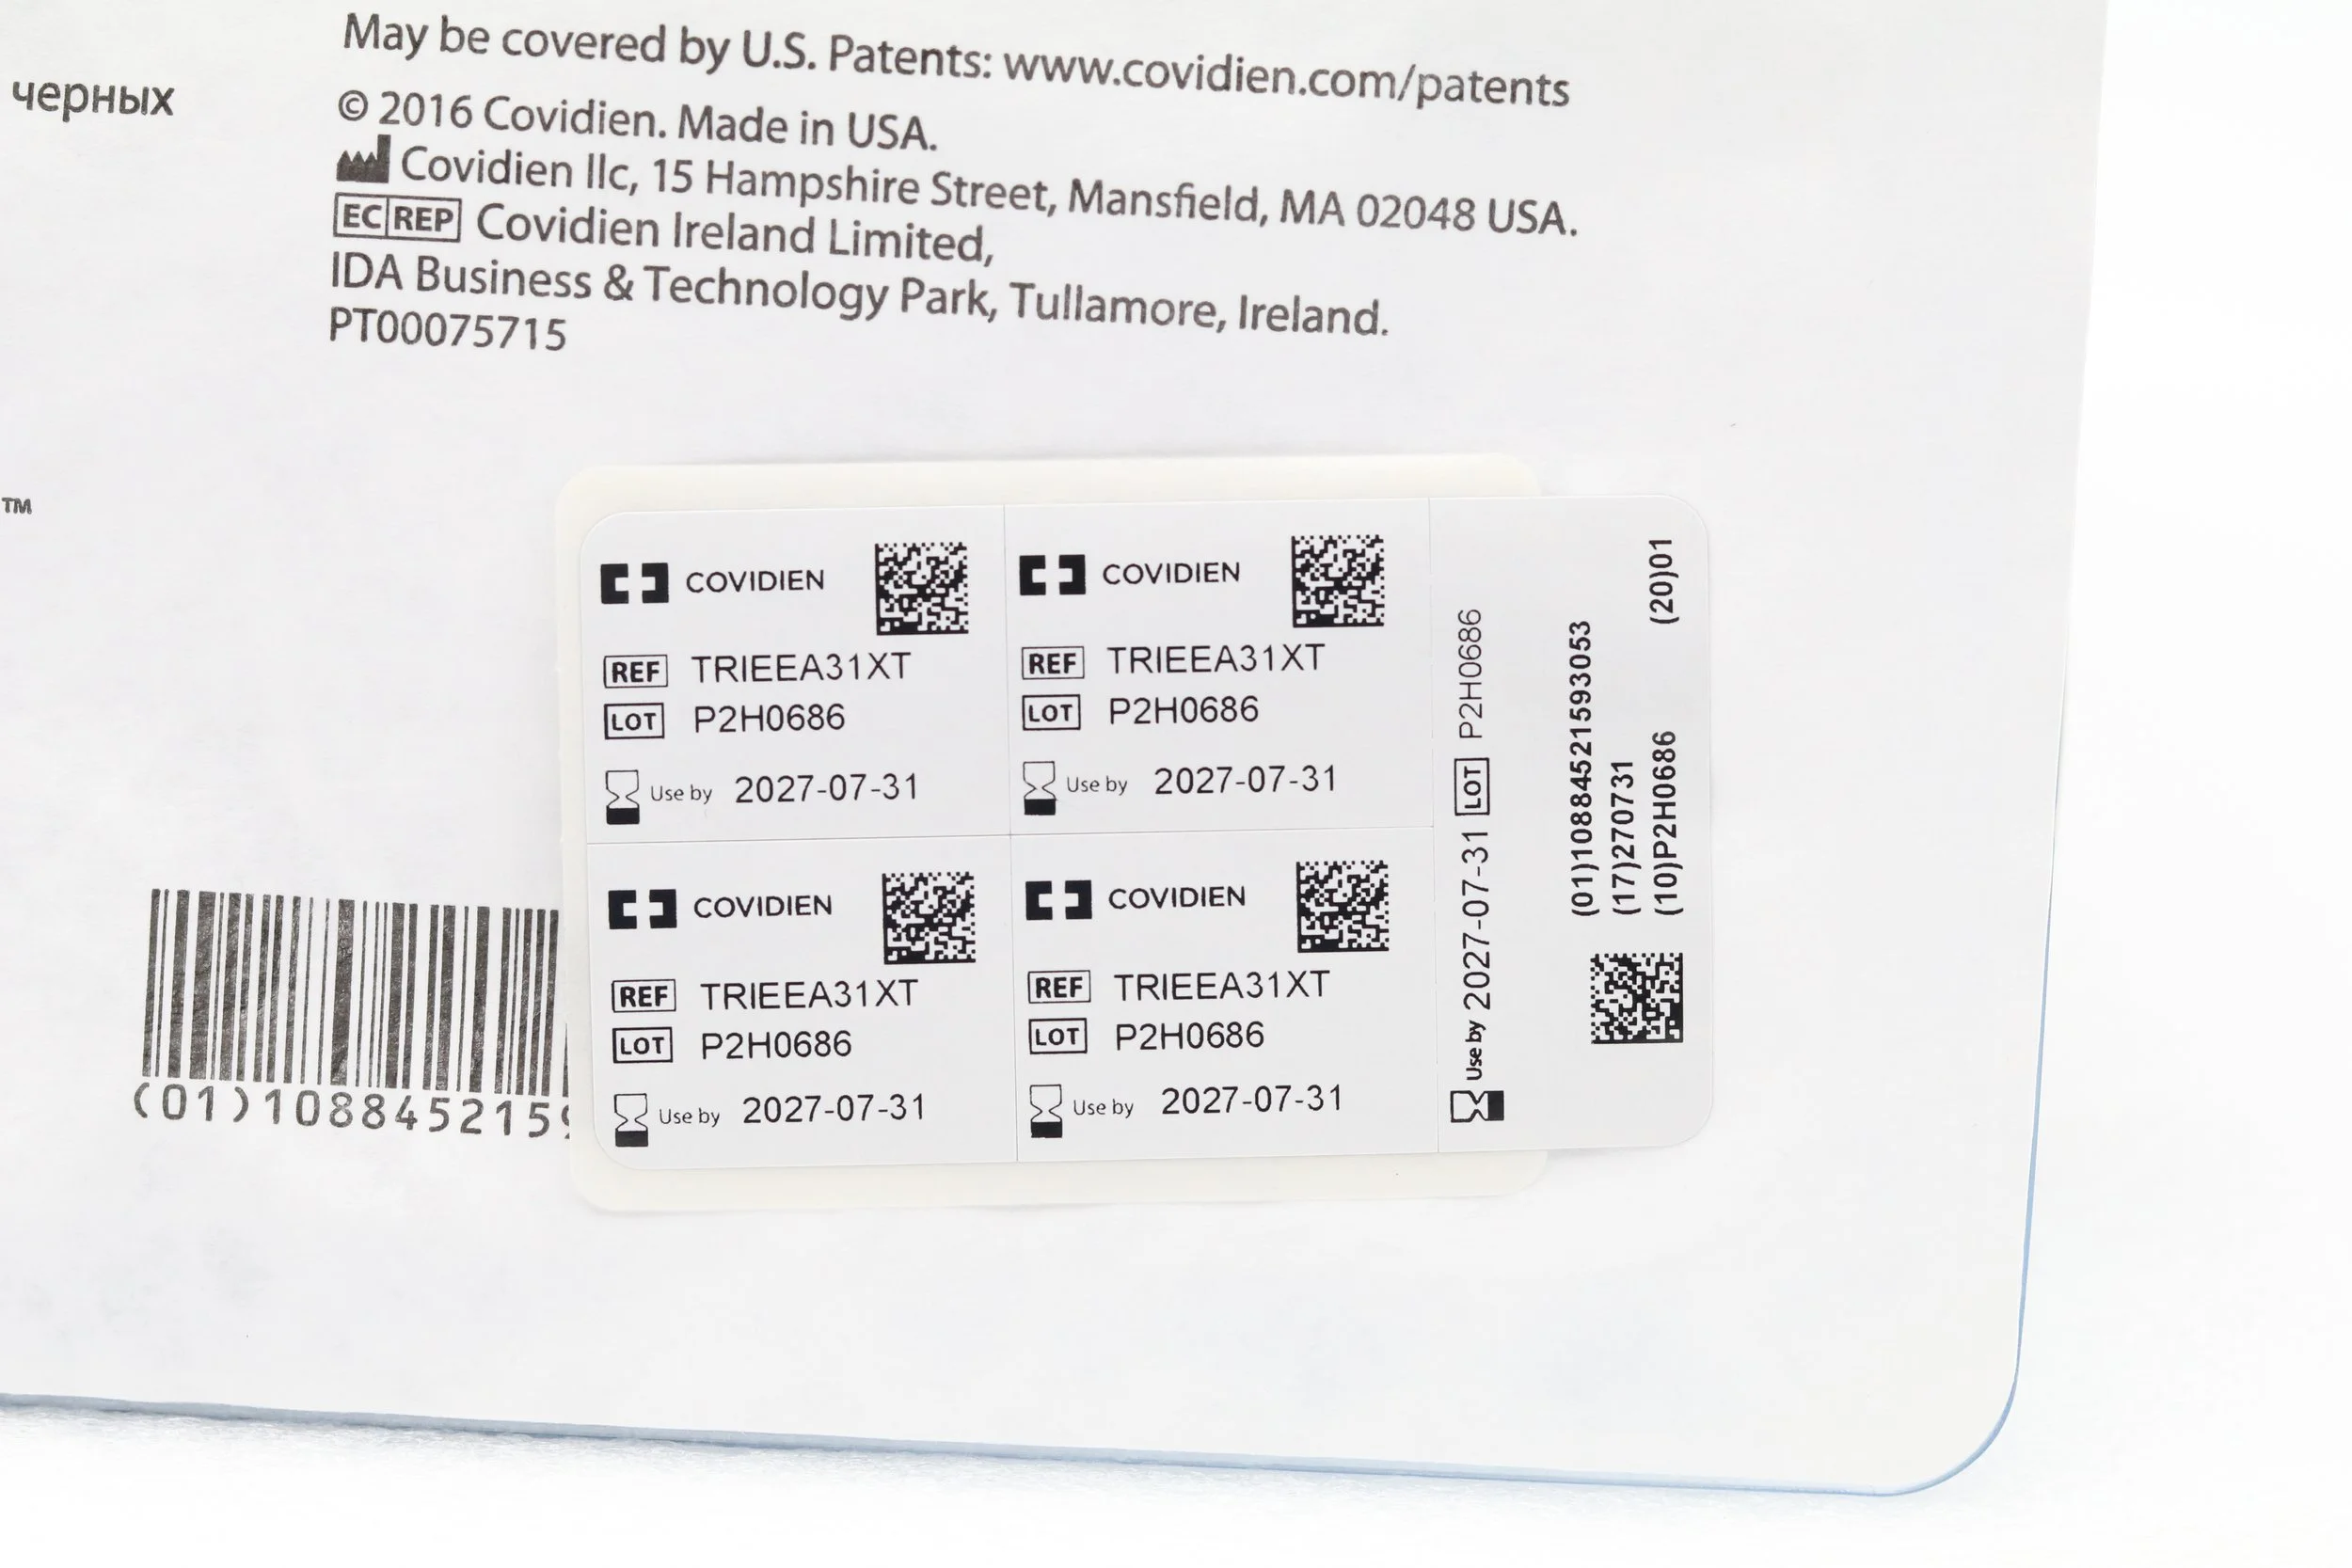 черных
May be covered by U.S. Patents: www.covidien.com/patents
© 2016 Covidien. Made in USA.
Covidien llc, 15 Hampshire Street, Mansfield, MA 02048 USA.
EC REP Covidien Ireland Limited,
IDA Business & Technology Park, Tullamore, Ireland.
PT00075715
™
COVIDIEN
REF TRIEEA31XT
LOT P2H0686
Use by 2027-07-31
COVIDIEN
REF TRIEEA31XT
LOT P2H0686
Use by 2027-07-31
COVIDIEN
REF TRIEEA31XT
LOT P2H0686
Use by 2027-07-31
COVIDIEN
REF TRIEEA31XT
LOT P2H0686
Use by 2027-07-31
Use by 2027-07-31 LOT P2H0686
(01)10884521593053
(17)270731
(10)P2H0686 (20)01
(01)108845215